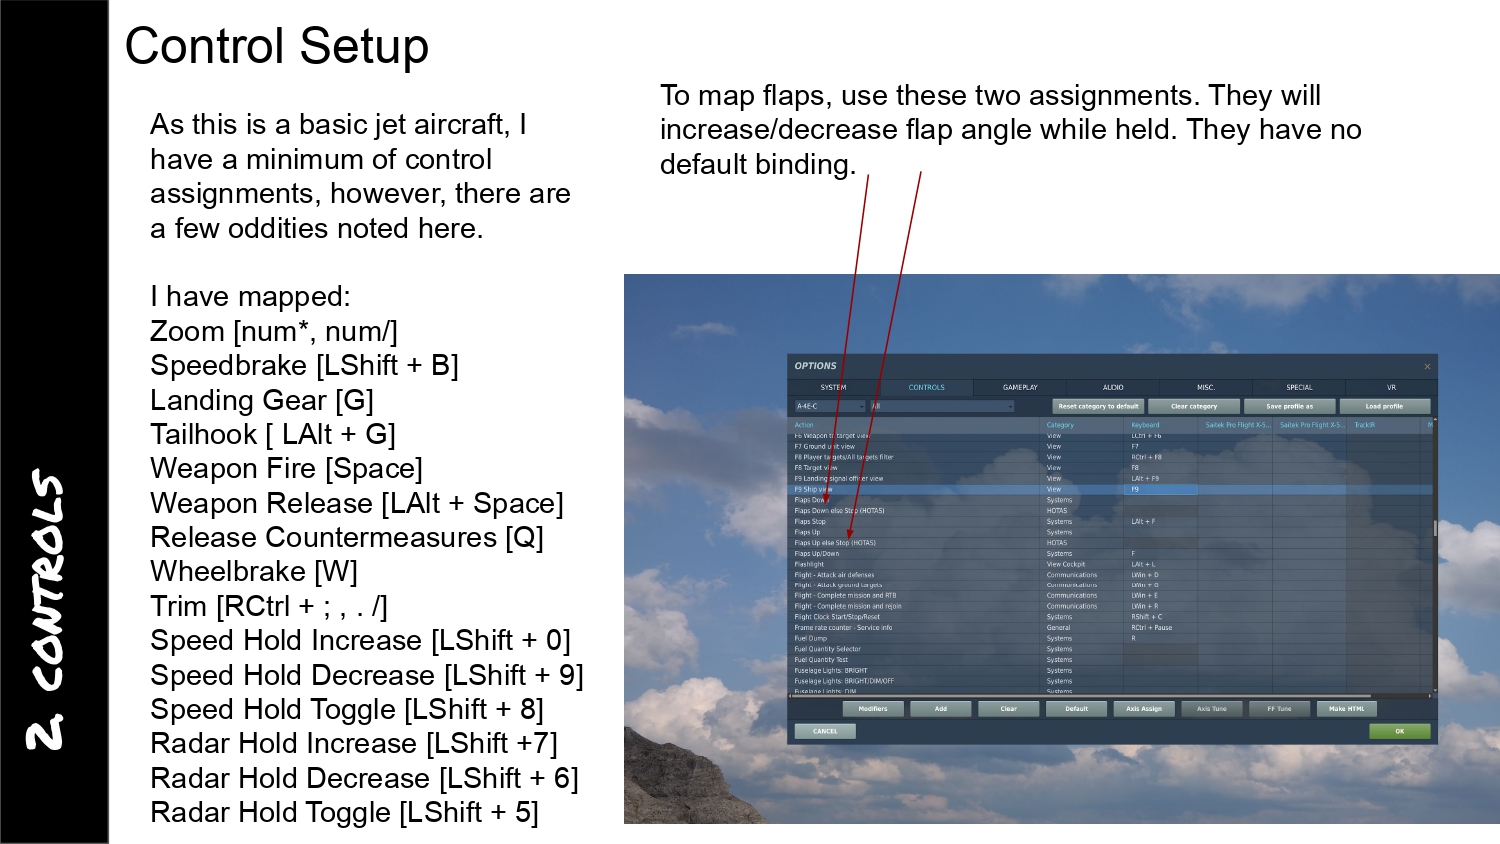 Control Setup
As this is a basic jet aircraft, I
have a minimum of control
assignments, however, there are
a few oddities noted here.
I have mapped:
Zoom [num*, num/]
Speedbrake [LShift + B]
Landing Gear [G]
Tailhook [ LAlt + G]
Weapon Fire [Space]
Weapon Release [LAlt + Space]
Release Countermeasures [Q]
Wheelbrake [W]
Trim [RCtrl + ; , . /]
Speed Hold Increase [LShift + 0]
Speed Hold Decrease [LShift + 9]
Speed Hold Toggle [LShift + 8]
Radar Hold Increase [LShift +7]
Radar Hold Decrease [LShift + 6]
Radar Hold Toggle [LShift + 5]
2. CONTROLS
To map flaps, use these two assignments. They will
increase/decrease flap angle while held. They have no
default binding.
OPTIONS
SYSTEM CONTROLS GAMEPLAY AUDIO MISC. SPECIAL VR
A-4E-C All Reset category to default Clear category Save profile as Load profile
Action Category Keyboard Saitek Pro Flight X-5... Saitek Pro Flight X-5... TrackIR M
F6 Weapon to target view View LCtrl + F6
F7 Ground unit view View F7
F8 Player targets/All targets filter View RCtrl + F8
F8 Target view View F8
F9 Landing signal officer view View LAlt + F9
F9 Ship view View F9
Flaps Down Systems
Flaps Down else Stop (HOTAS) HOTAS
Flaps Stop Systems LAlt + F
Flaps Up Systems
Flaps Up else Stop (HOTAS) HOTAS
Flaps Up/Down Systems F
Flashlight View Cockpit LAlt + L
Flight - Attack air defenses Communications LWin + D
Flight - Attack ground targets Communications LWin + G
Flight - Complete mission and RTB Communications LWin + E
Flight - Complete mission and rejoin Communications LWin + R
Flight Clock Start/Stop/Reset Systems RShift + C
Frame rate counter - Service info General RCtrl + Pause
Fuel Dump Systems R
Fuel Quantity Selector Systems
Fuel Quantity Test Systems
Fuselage Lights: BRIGHT Systems
Fuselage Lights: BRIGHT/DIM/OFF Systems
Fuselage Lights: DIM Systems
Modifiers Add Clear Default Axis Assign Axis Tune FF Tune Make HTML
CANCEL OK